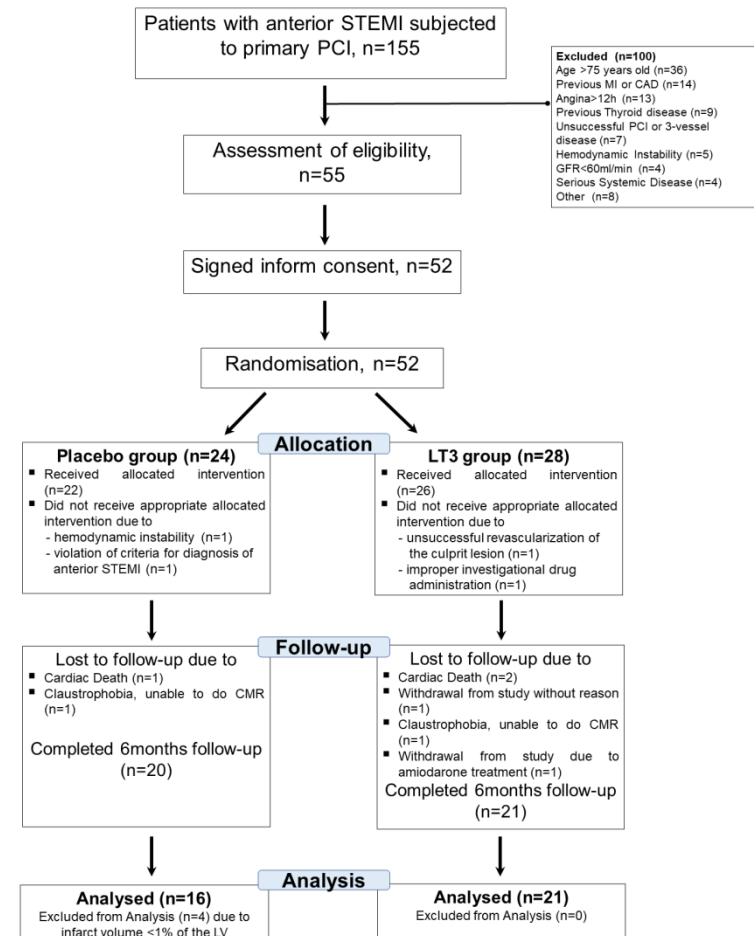 Patients with anterior STEMI subjected
to primary PCI, n=155
Excluded (n=100)
Age >75 years old (n=36)
Previous MI or CAD (n=14)
Angina>12h (n=13)
Previous Thyroid disease (n=9)
Unsuccessful PCI or 3-vessel
disease (n=7)
Hemodynamic Instability (n=5)
GFR<60ml/min (n=4)
Serious Systemic Disease (n=4)
Other (n=8)
Assessment of eligibility,
n=55
Signed inform consent, n=52
Randomisation, n=52
Allocation
Placebo group (n=24)
▪ Received allocated intervention
(n=22)
▪ Did not receive appropriate allocated
intervention due to
- hemodynamic instability (n=1)
- violation of criteria for diagnosis of
anterior STEMI (n=1)
LT3 group (n=28)
▪ Received allocated intervention
(n=26)
▪ Did not receive appropriate allocated
intervention due to
- unsuccessful revascularization of
the culprit lesion (n=1)
- improper investigational drug
administration (n=1)
Follow-up
Lost to follow-up due to
▪ Cardiac Death (n=1)
▪ Claustrophobia, unable to do CMR
(n=1)
Completed 6months follow-up
(n=20)
Lost to follow-up due to
▪ Cardiac Death (n=2)
▪ Withdrawal from study without reason
(n=1)
▪ Claustrophobia, unable to do CMR
(n=1)
▪ Withdrawal from study due to
amiodarone treatment (n=1)
Completed 6months follow-up
(n=21)
Analysis
Analysed (n=16)
Excluded from Analysis (n=4) due to
infarct volume <1% of the LV
Analysed (n=21)
Excluded from Analysis (n=0)